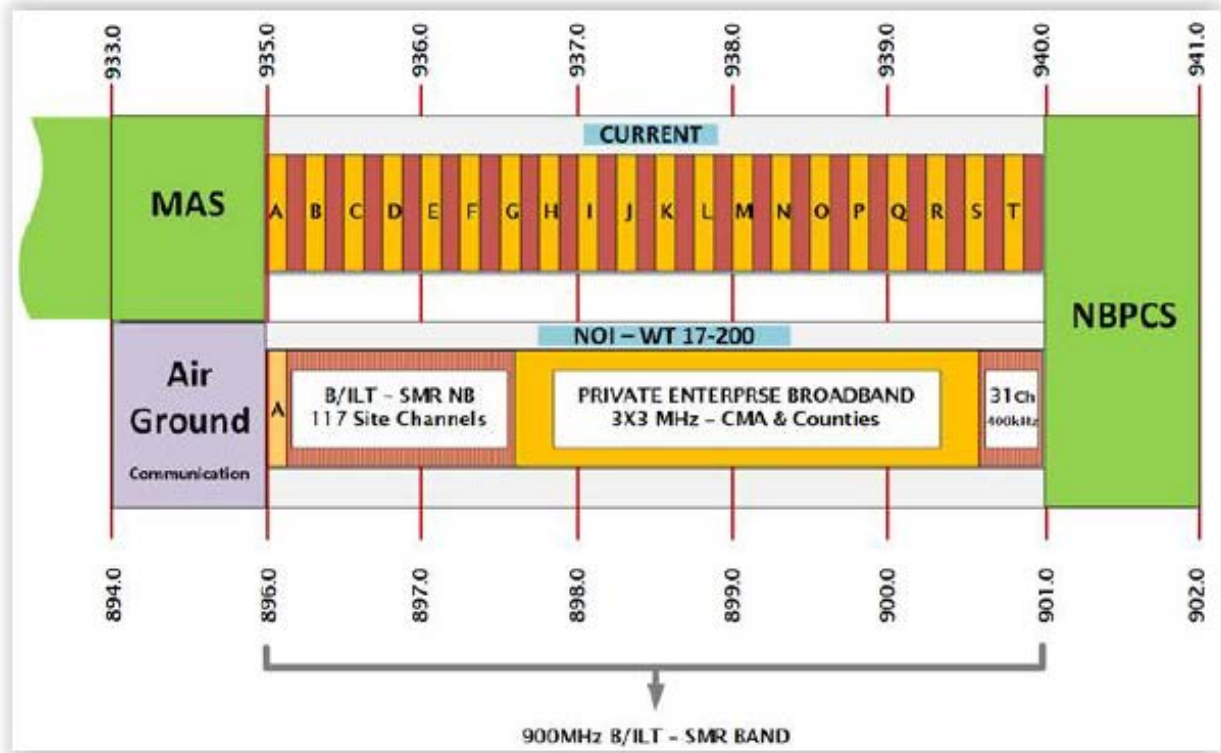 933.0 935.0 936.0 937.0 938.0 939.0 940.0 941.0
CURRENT
MAS
A B C D E F G H I J K L M N O P Q R S T
NBPCS
NOI – WT 17-200
Air
Ground
Communication
A
B/ILT – SMR NB
117 Site Channels
PRIVATE ENTERPRSE BROADBAND
3X3 MHz – CMA & Counties
31Ch
400kHz
894.0 896.0 897.0 898.0 899.0 900.0 901.0 902.0
900MHz B/ILT – SMR BAND